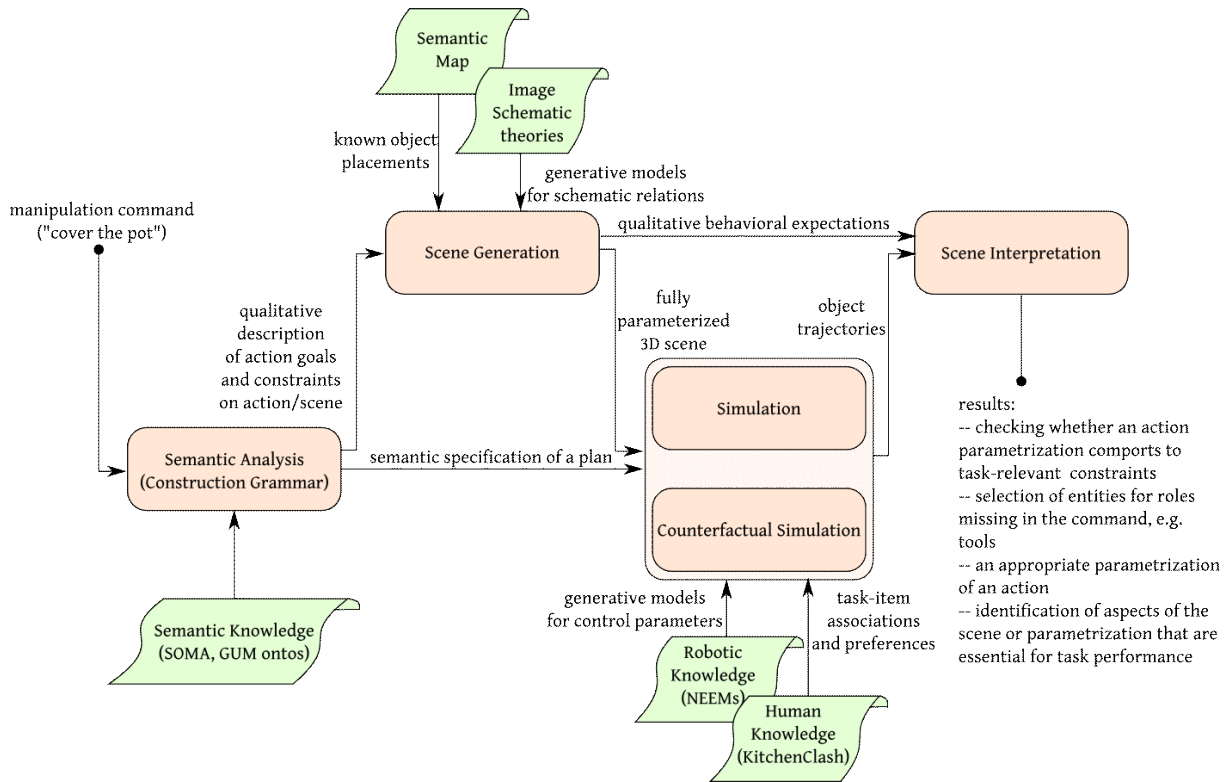 Semantic
Map
Image
Schematic
theories
known object
placements
generative models
for schematic relations
manipulation command
("cover the pot")
Scene Generation
qualitative behavioral expectations
Scene Interpretation
qualitative
description
of action goals
and constraints
on action/scene
fully
parameterized
3D scene
object
trajectories
Simulation
Semantic Analysis
(Construction Grammar)
semantic specification of a plan
Counterfactual Simulation
results:
-- checking whether an action
parametrization comports to
task-relevant constraints
-- selection of entities for roles
missing in the command, e.g.
tools
-- an appropriate parametrization
of an action
-- identification of aspects of the
scene or parametrization that are
essential for task performance
generative models
for control parameters
task-item
associations
and preferences
Semantic Knowledge
(SOMA, GUM ontos)
Robotic
Knowledge
(NEEMs)
Human
Knowledge
(KitchenClash)